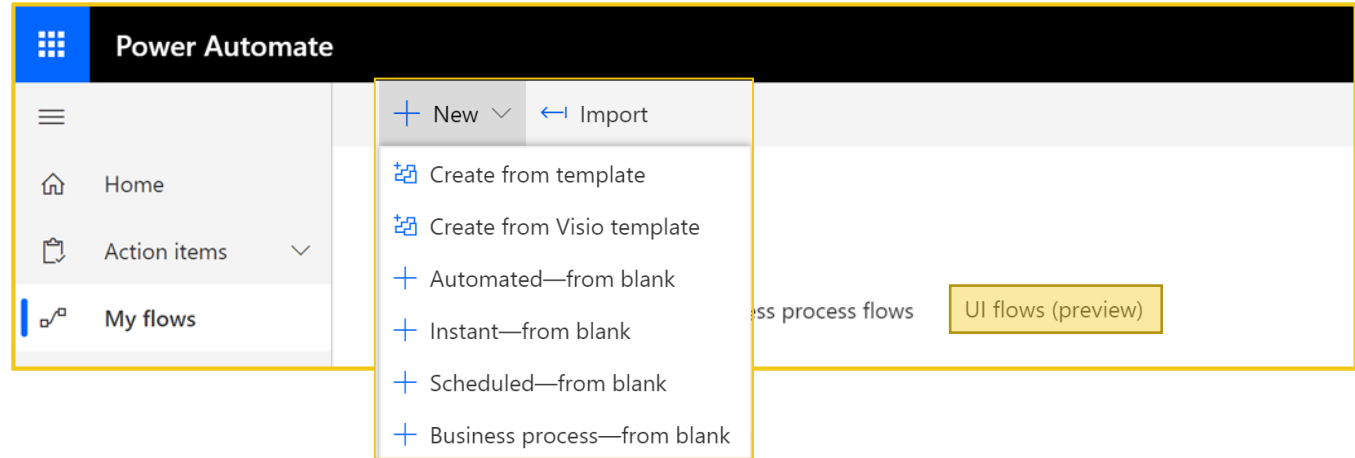 Power Automate
New
Import
Home
Action items
My flows
Create from template
Create from Visio template
Automated—from blank
Instant—from blank
Scheduled—from blank
Business process—from blank
process flows
UI flows (preview)